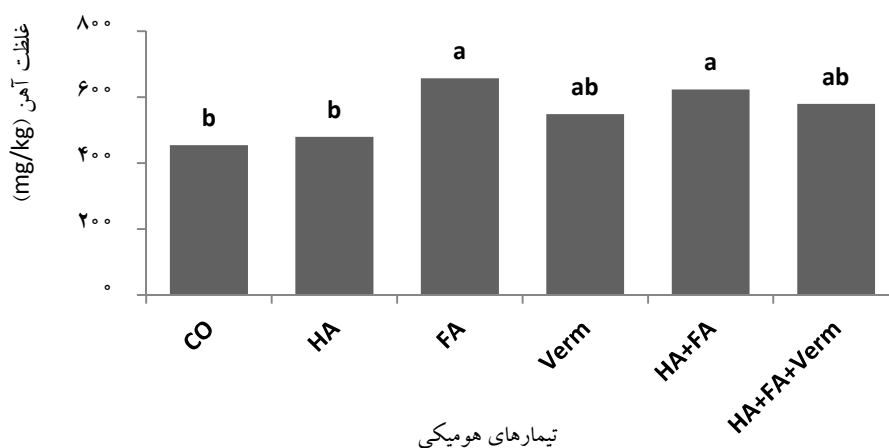 غلظت آهن (mg/kg)
۸۰۰
۶۰۰
۴۰۰
۲۰۰
۰
b
b
a
ab
a
ab
CO
HA
FA
Verm
HA+FA
HA+FA+Verm
تیمارهای هومیکی